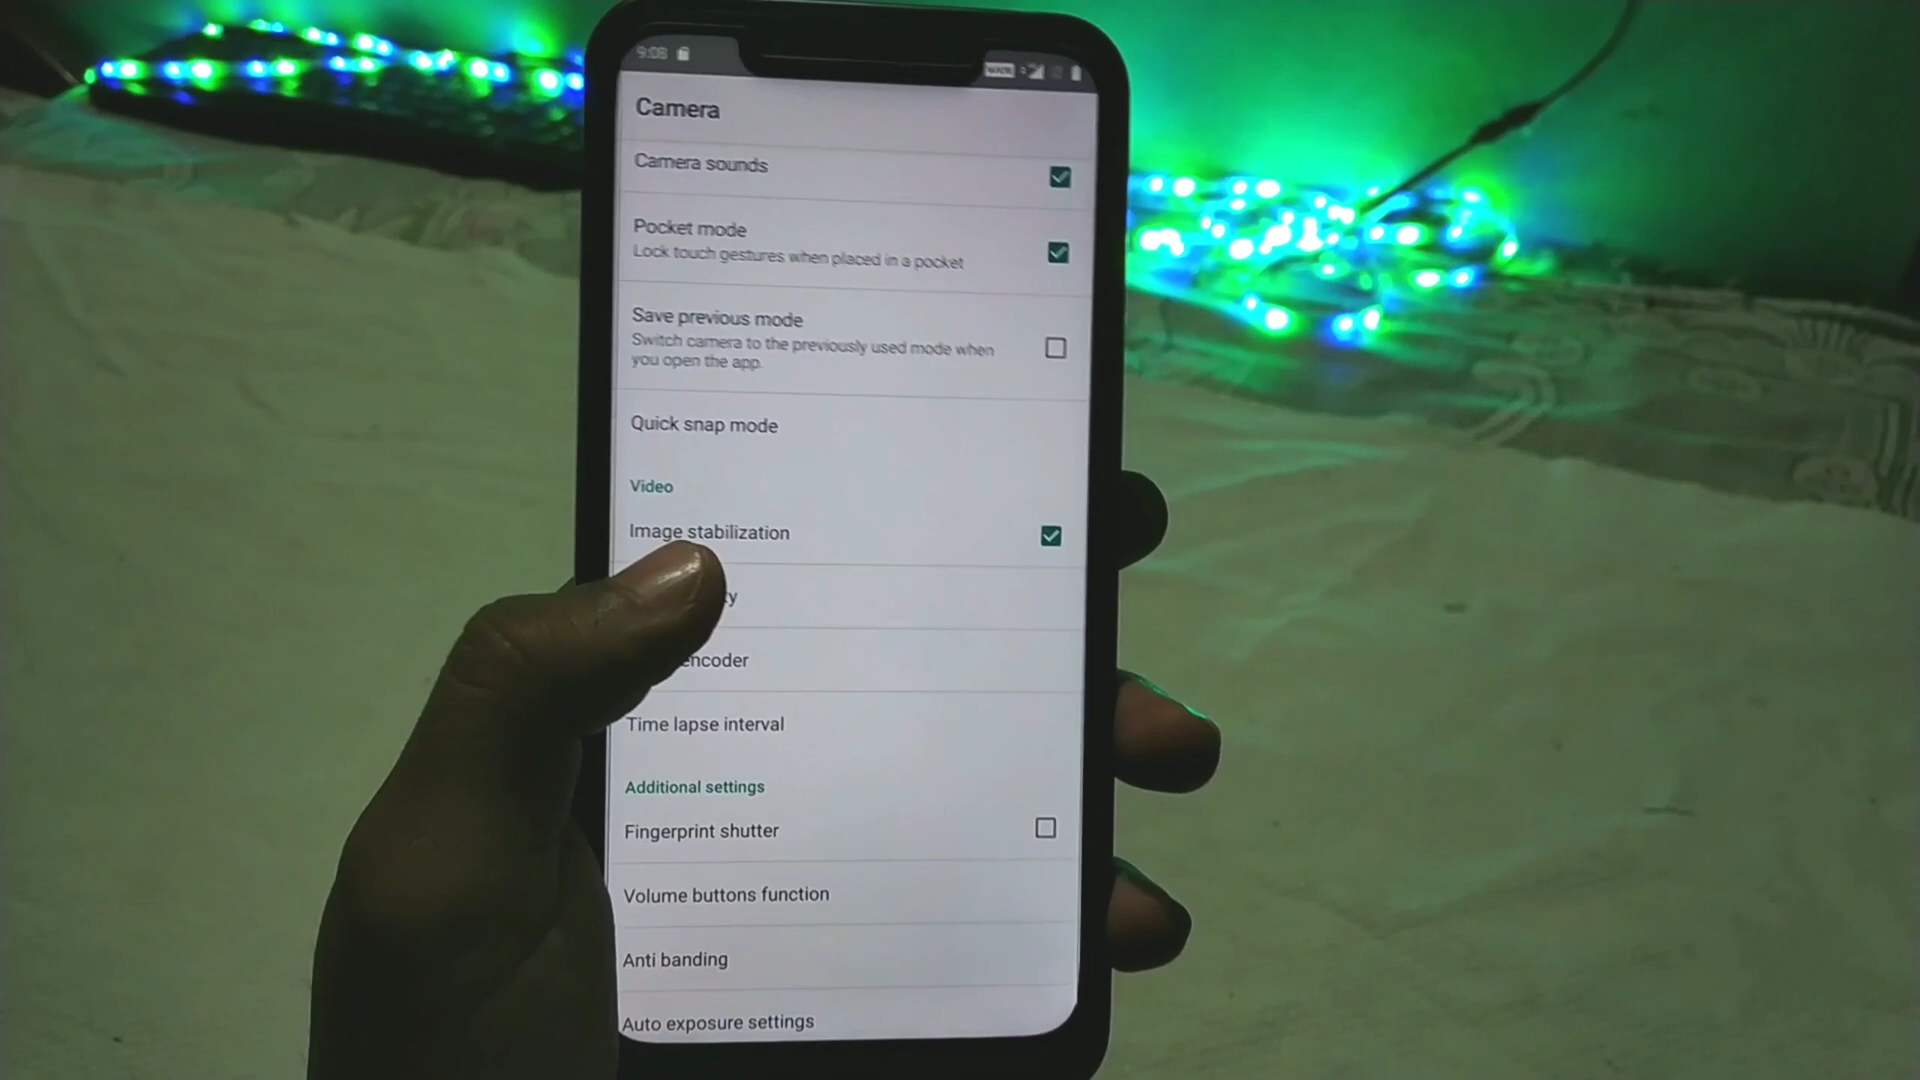 9:08
Camera
Camera sounds
Pocket mode
Lock touch gestures when placed in a pocket
Save previous mode
Switch camera to the previously used mode when
you open the app.
Quick snap mode
Video
Image stabilization
encoder
Time lapse interval
Additional settings
Fingerprint shutter
Volume buttons function
Anti banding
Auto exposure settings